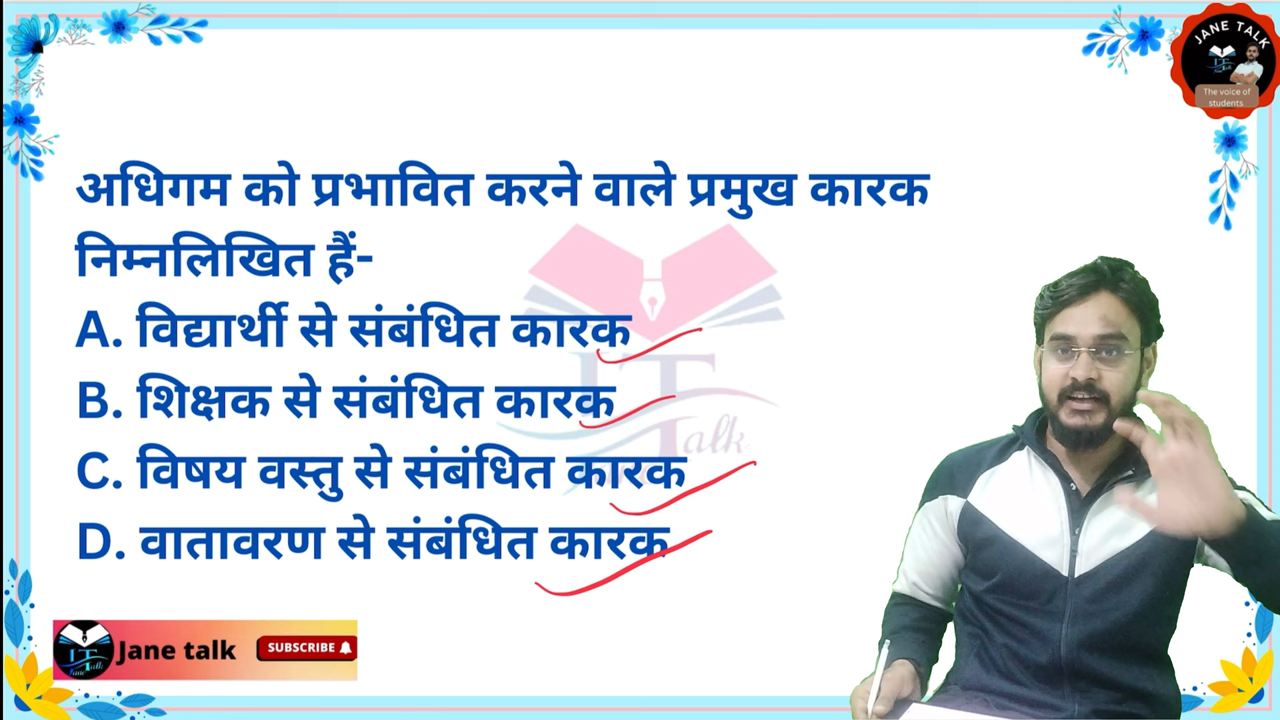 JANE TALK
The voice of
students
अधिगम को प्रभावित करने वाले प्रमुख कारक
निम्नलिखित हैं-
A. विद्यार्थी से संबंधित कारक
B. शिक्षक से संबंधित कारक
C. विषय वस्तु से संबंधित कारक
D. वातावरण से संबंधित कारक
Jane talk
SUBSCRIBE